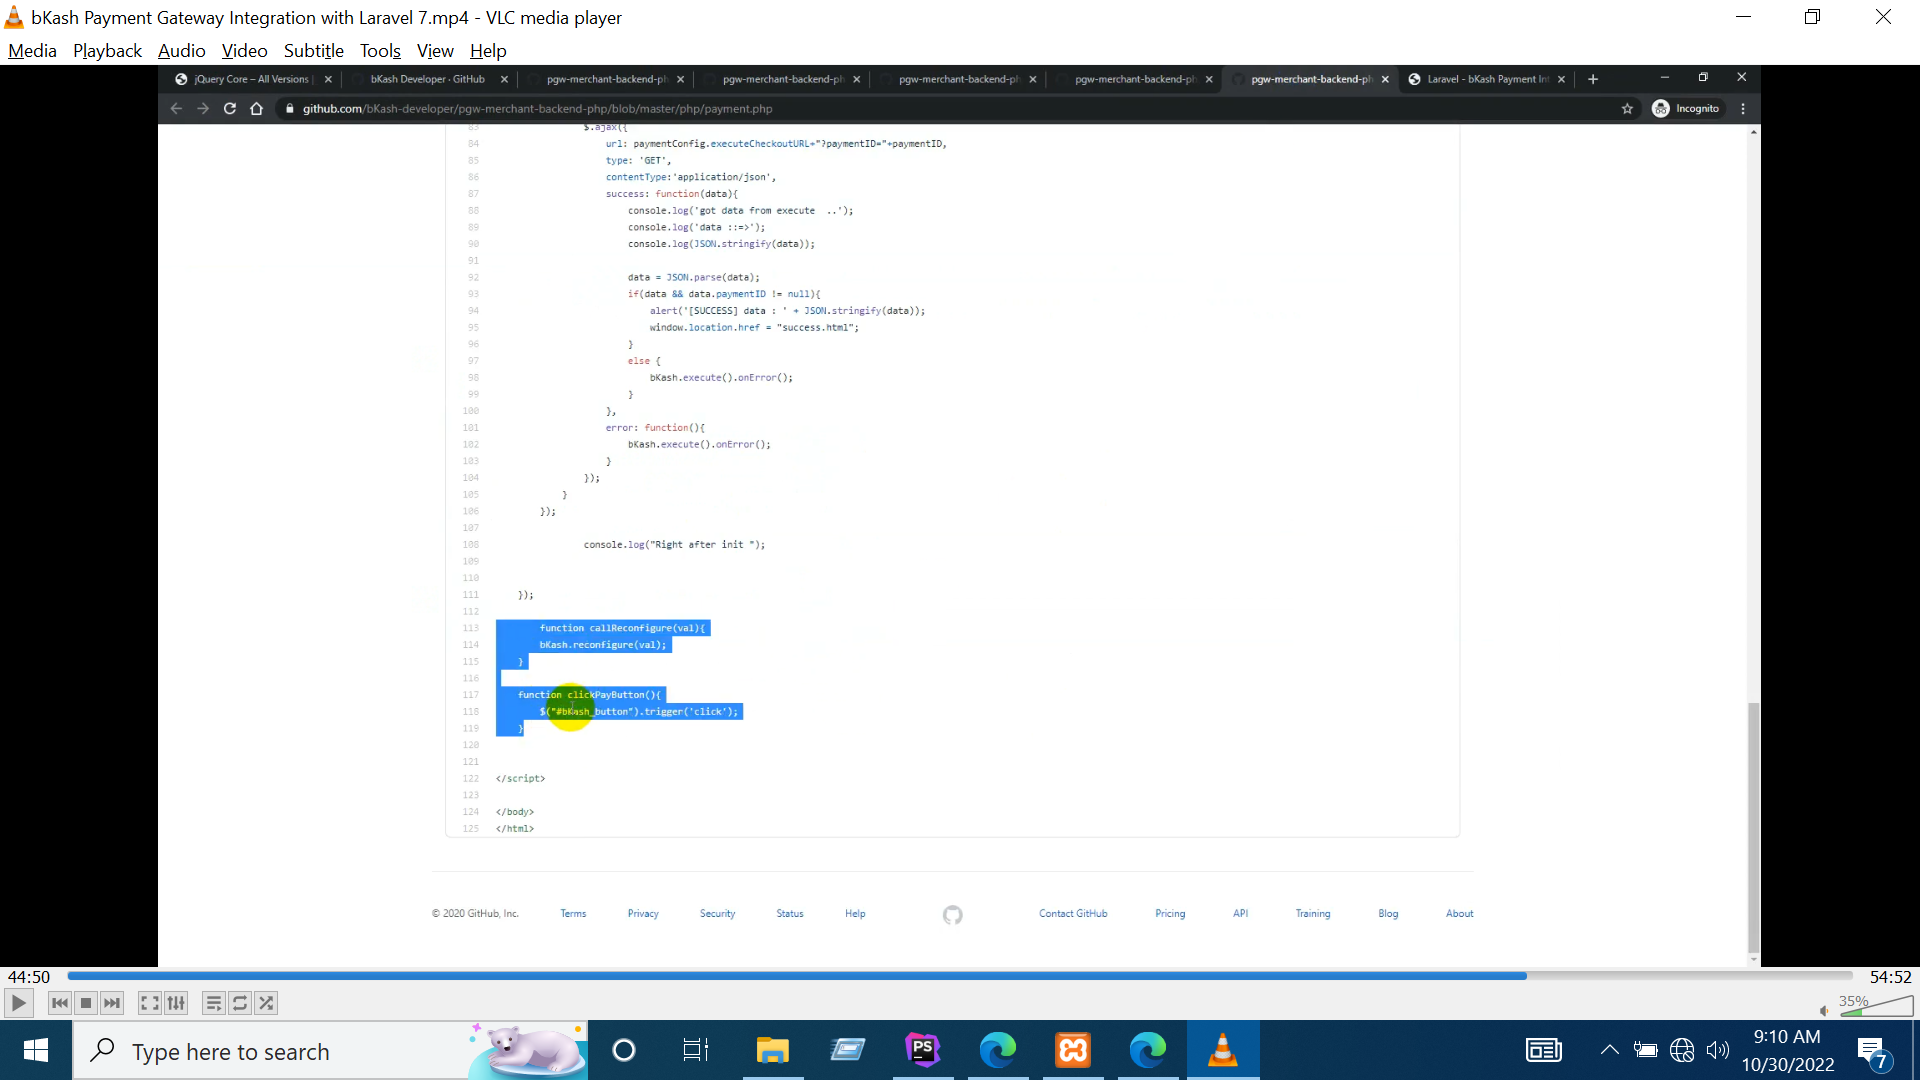 bKash Payment Gateway Integration with Laravel 7.mp4 - VLC media player
Media Playback Audio Video Subtitle Tools View Help
jQuery Core – All Versions
bKash Developer · GitHub
pgw-merchant-backend-ph
pgw-merchant-backend-ph
pgw-merchant-backend-ph
pgw-merchant-backend-ph
pgw-merchant-backend-ph
Laravel - bKash Payment Int
github.com/bKash-developer/pgw-merchant-backend-php/blob/master/php/payment.php
Incognito
83 $.ajax({
84 url: paymentConfig.executeCheckoutURL+"?paymentID="+paymentID,
85 type: 'GET',
86 contentType:'application/json',
87 success: function(data){
88 console.log('got data from execute  ..');
89 console.log('data ::=>');
90 console.log(JSON.stringify(data));
91
92 data = JSON.parse(data);
93 if(data && data.paymentID != null){
94 alert('[SUCCESS] data : ' + JSON.stringify(data));
95 window.location.href = "success.html";
96 }
97 else {
98 bKash.execute().onError();
99 }
100 },
101 error: function(){
102 bKash.execute().onError();
103 }
104 });
105 }
106 });
107
108 console.log("Right after init ");
109
110
111 });
112
113 function callReconfigure(val){
114 bKash.reconfigure(val);
115 }
116
117 function clickPayButton(){
118 $("#bKash_button").trigger('click');
119 }
120
121
122 </script>
123
124 </body>
125 </html>
© 2020 GitHub, Inc. Terms Privacy Security Status Help Contact GitHub Pricing API Training Blog About
44:50 54:52
35%
Type here to search
PS
9:10 AM
10/30/2022
7